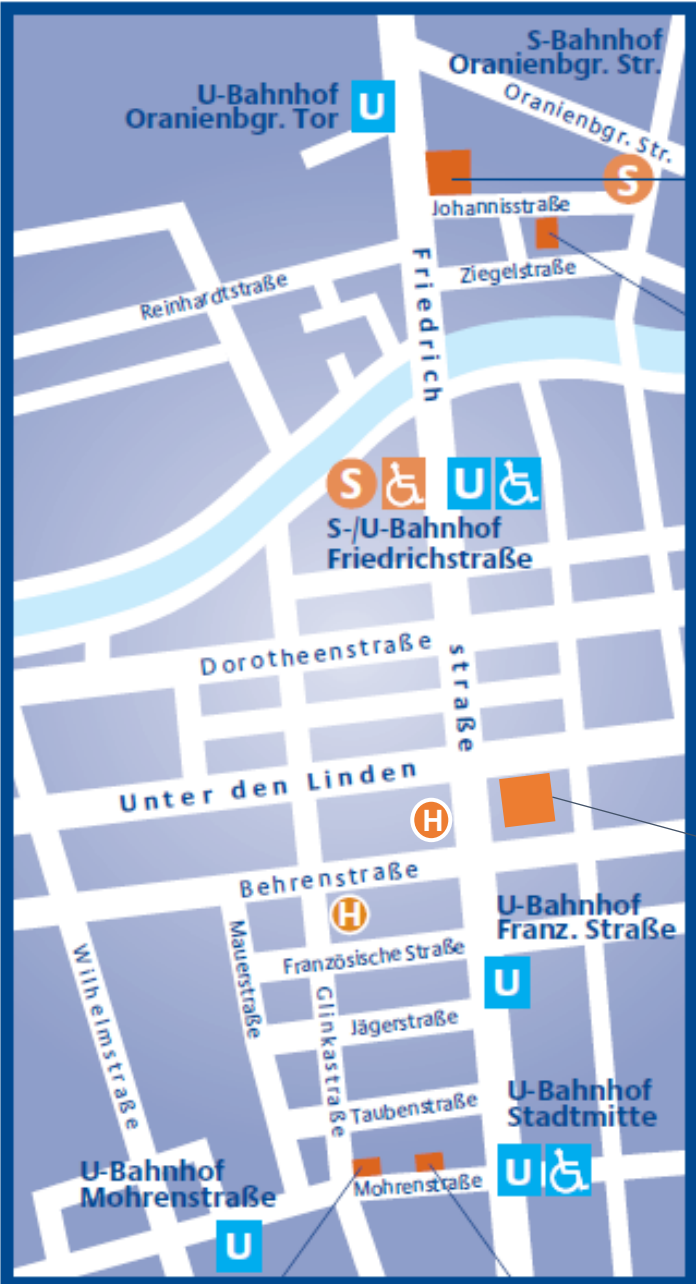 S-Bahnhof
Oranienbgr. Str.
U-Bahnhof
Oranienbgr. Tor
U
Oranienbgr. Str.
S
Johannisstraße
Friedrich
Ziegelstraße
Reinhardtstraße
S U
S-/U-Bahnhof
Friedrichstraße
Dorotheenstraße
straße
Unter den Linden
H
Behrenstraße
H
U-Bahnhof
Franz. Straße
U
Mauerstraße
Französische Straße
Wilhelmstraße
Glinkastraße
Jägerstraße
Taubenstraße
U-Bahnhof
Stadtmitte
U
U-Bahnhof
Mohrenstraße
Mohrenstraße
U